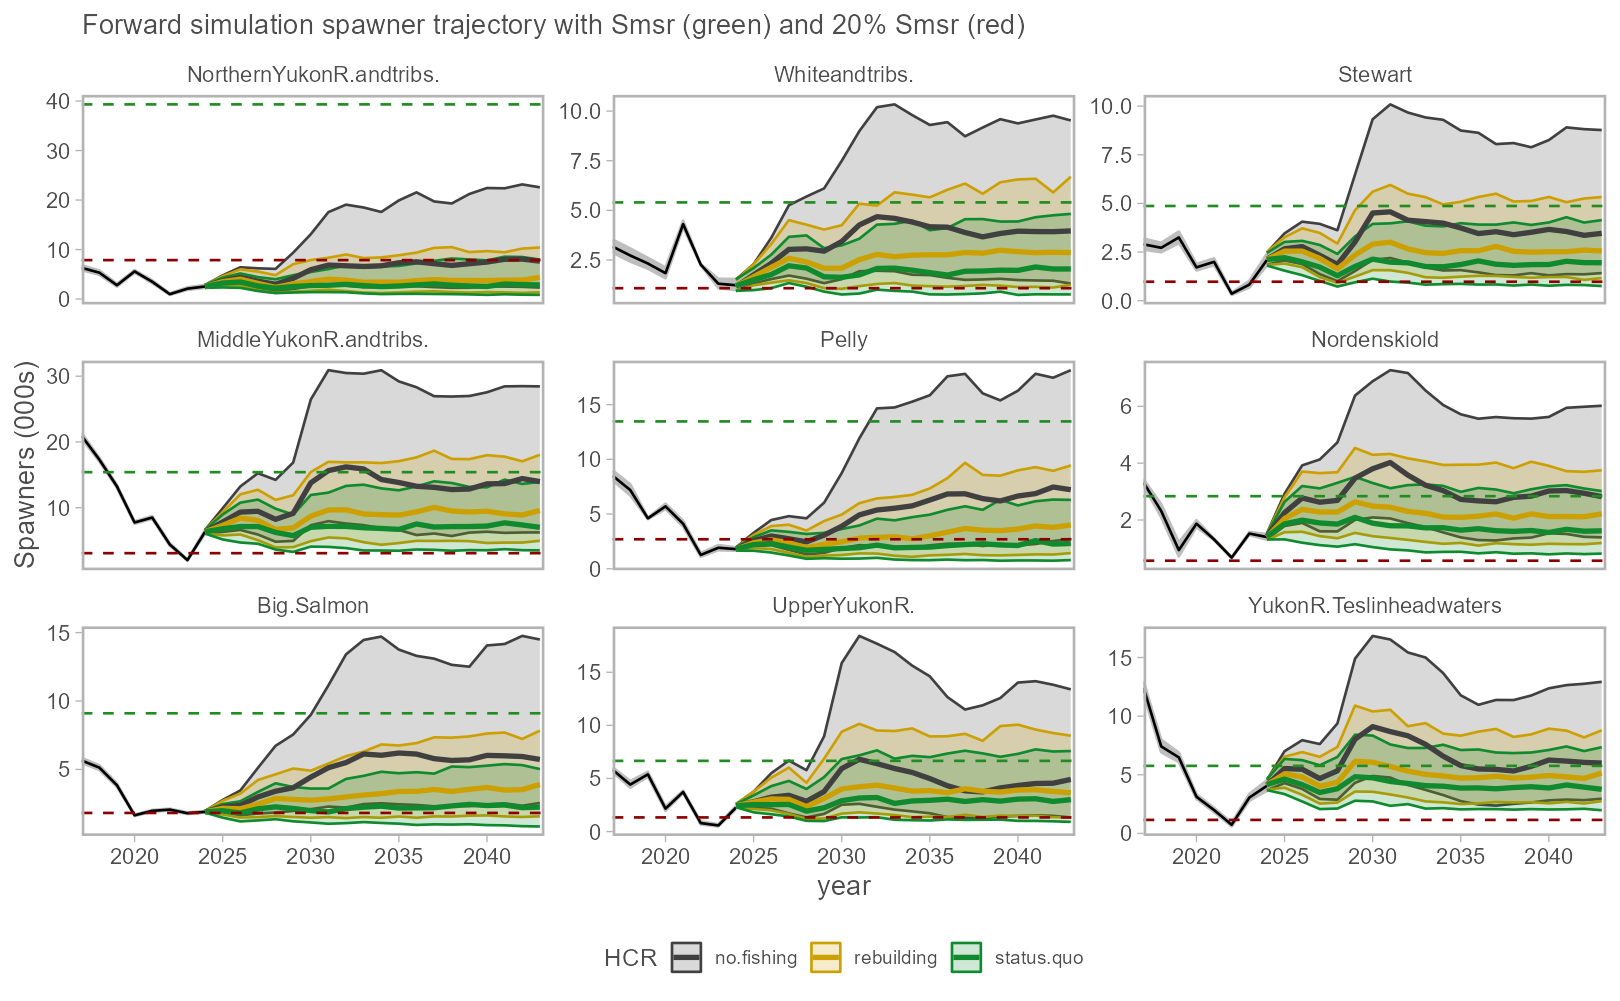 Forward simulation spawner trajectory with Smsr (green) and 20% Smsr (red)
NorthernYukonR.andtribs.
Whiteandtribs.
Stewart
40
30
20
10
0
10.0
7.5
5.0
2.5
10.0
7.5
5.0
2.5
0.0
MiddleYukonR.andtribs.
Pelly
Nordenskiold
30
20
10
15
10
5
0
6
4
2
Spawners (000s)
Big.Salmon
UpperYukonR.
YukonR.Teslinheadwaters
15
10
5
15
10
5
0
15
10
5
0
2020 2025 2030 2035 2040
2020 2025 2030 2035 2040
2020 2025 2030 2035 2040
year
HCR no.fishing rebuilding status.quo